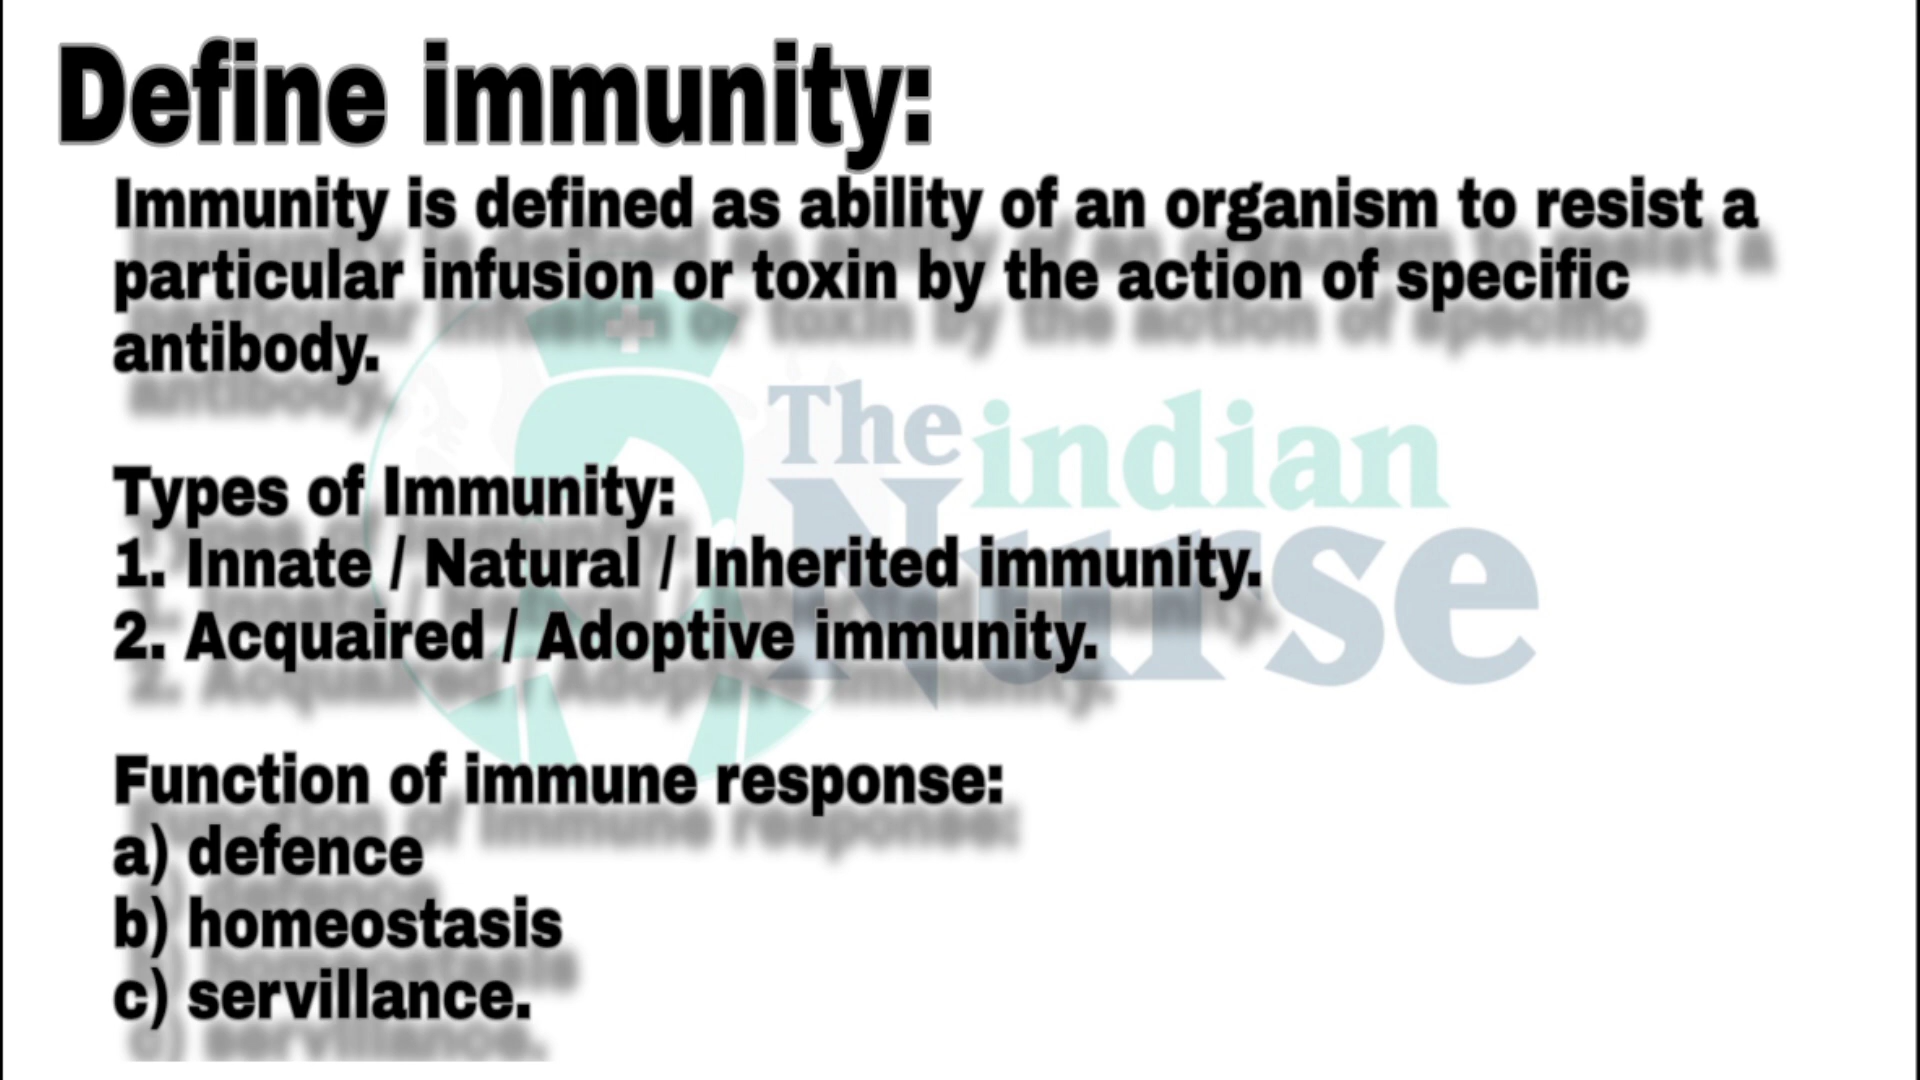 Define immunity:
Immunity is defined as ability of an organism to resist a
particular infusion or toxin by the action of specific
antibody.
The indian
Nurse
Types of Immunity:
1. Innate / Natural / Inherited immunity.
2. Acquaired / Adoptive immunity.
Function of immune response:
a) defence
b) homeostasis
c) servillance.